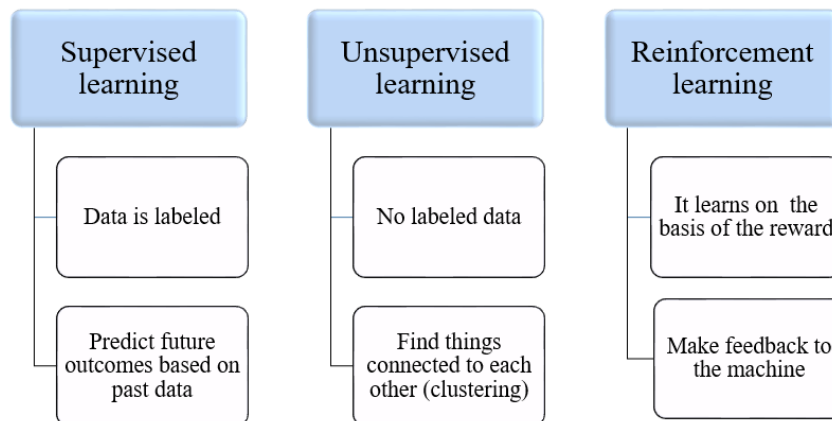 Supervised
learning
Data is labeled
Predict future
outcomes based on
past data
Unsupervised
learning
No labeled data
Find things
connected to each
other (clustering)
Reinforcement
learning
It learns on the
basis of the reward
Make feedback to
the machine